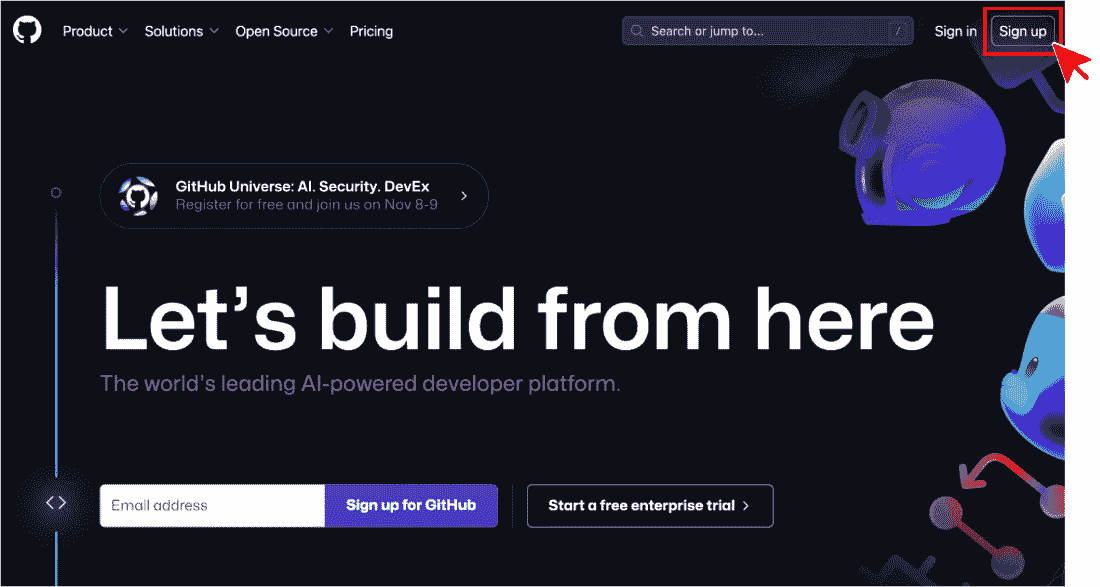 Product Solutions Open Source Pricing Search or jump to... / Sign in Sign up
GitHub Universe: AI. Security. DevEx
Register for free and join us on Nov 8-9
Let's build from here
The world's leading AI-powered developer platform.
Email address Sign up for GitHub Start a free enterprise trial